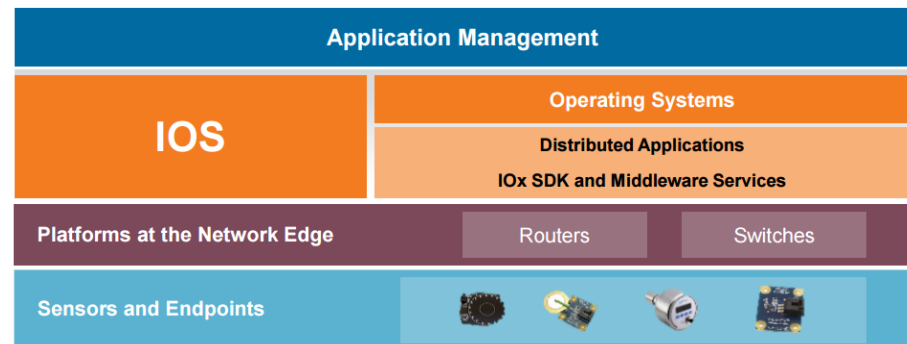 Application Management
IOS
Operating Systems
Distributed Applications
IOx SDK and Middleware Services
Platforms at the Network Edge
Routers
Switches
Sensors and Endpoints